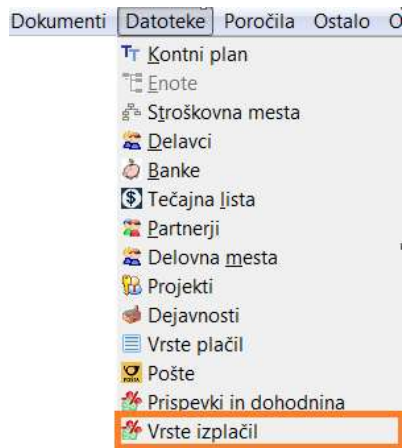 Dokumenti Datoteke Poročila Ostalo
Kontni plan
Enote
Stroškovna mesta
Delavci
Banke
Tečajna lista
Partnerji
Delovna mesta
Projekti
Dejavnosti
Vrste plačil
Pošte
Prispevki in dohodnina
Vrste izplačil